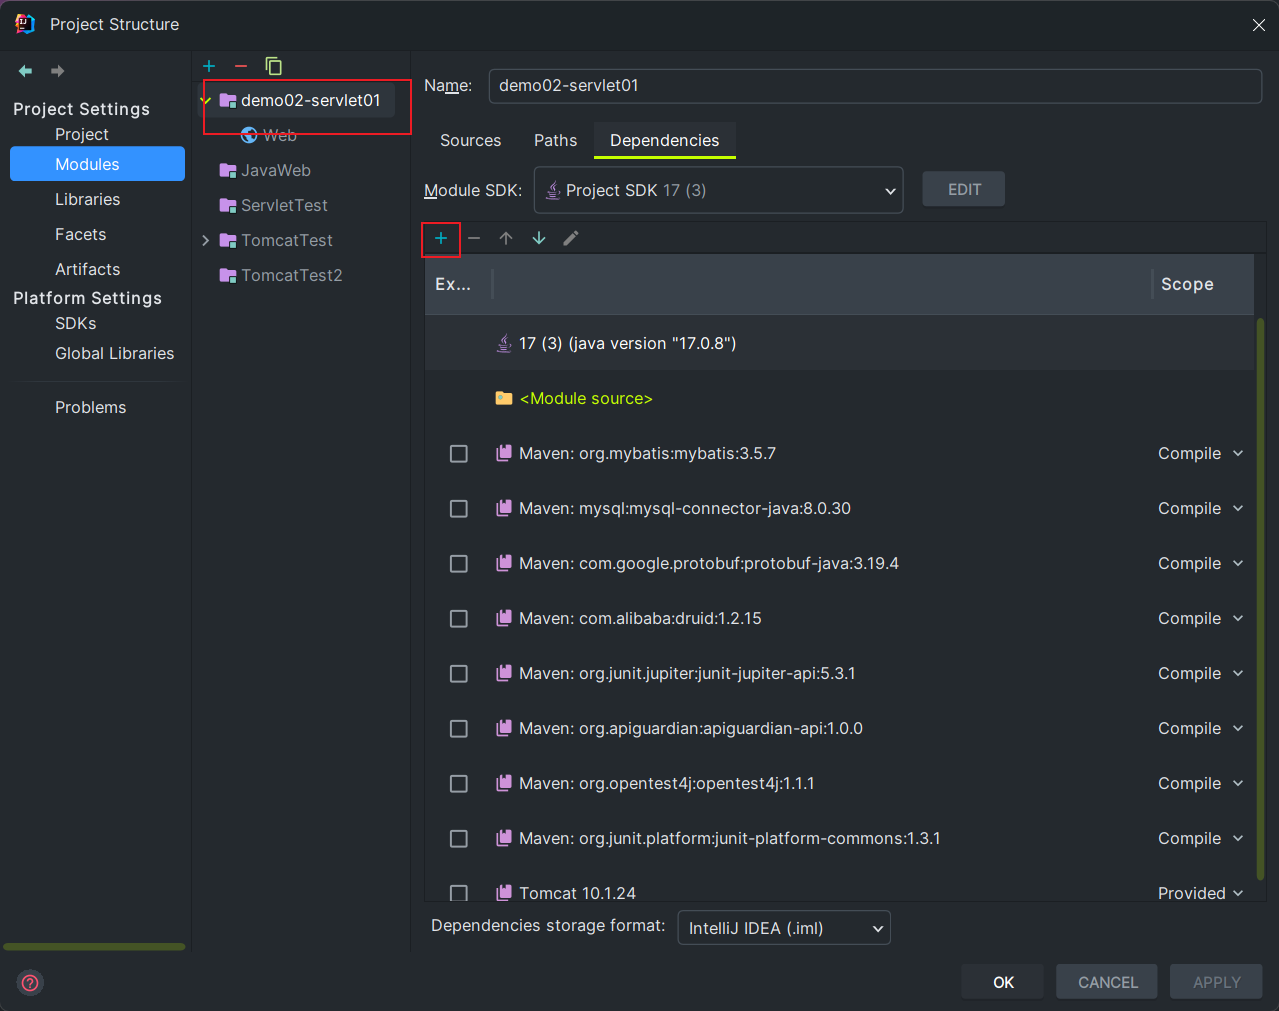 Project Structure
Project Settings
Project
Modules
Libraries
Facets
Artifacts
Platform Settings
SDKs
Global Libraries
Problems
demo02-servlet01
Web
JavaWeb
ServletTest
TomcatTest
TomcatTest2
Name: demo02-servlet01
Sources Paths Dependencies
Module SDK: Project SDK 17 (3) EDIT
Ex... Scope
17 (3) (java version "17.0.8")
<Module source>
Maven: org.mybatis:mybatis:3.5.7 Compile
Maven: mysql:mysql-connector-java:8.0.30 Compile
Maven: com.google.protobuf:protobuf-java:3.19.4 Compile
Maven: com.alibaba:druid:1.2.15 Compile
Maven: org.junit.jupiter:junit-jupiter-api:5.3.1 Compile
Maven: org.apiguardian:apiguardian-api:1.0.0 Compile
Maven: org.opentest4j:opentest4j:1.1.1 Compile
Maven: org.junit.platform:junit-platform-commons:1.3.1 Compile
Tomcat 10.1.24 Provided
Dependencies storage format: IntelliJ IDEA (.iml)
OK CANCEL APPLY